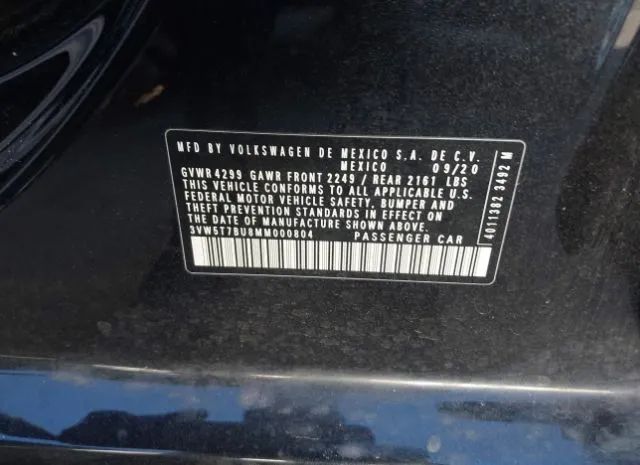 MFD BY VOLKSWAGEN DE MEXICO S.A. DE C.V.
MEXICO 09/20
GVWR 4299 GAWR FRONT 2249 / REAR 2161 LBS
THIS VEHICLE CONFORMS TO ALL APPLICABLE U.S.
FEDERAL MOTOR VEHICLE SAFETY, BUMPER AND
THEFT PREVENTION STANDARDS IN EFFECT ON
THE DATE OF MANUFACTURE SHOWN ABOVE.
3VW5T7BU8MM000804 PASSENGER CAR
4011382 3492 M